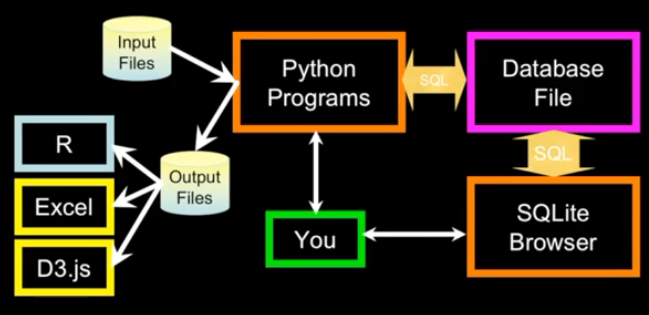 Input
Files
Python
Programs
SQL
Database
File
R
Excel
D3.js
Output
Files
SQL
You
SQLite
Browser